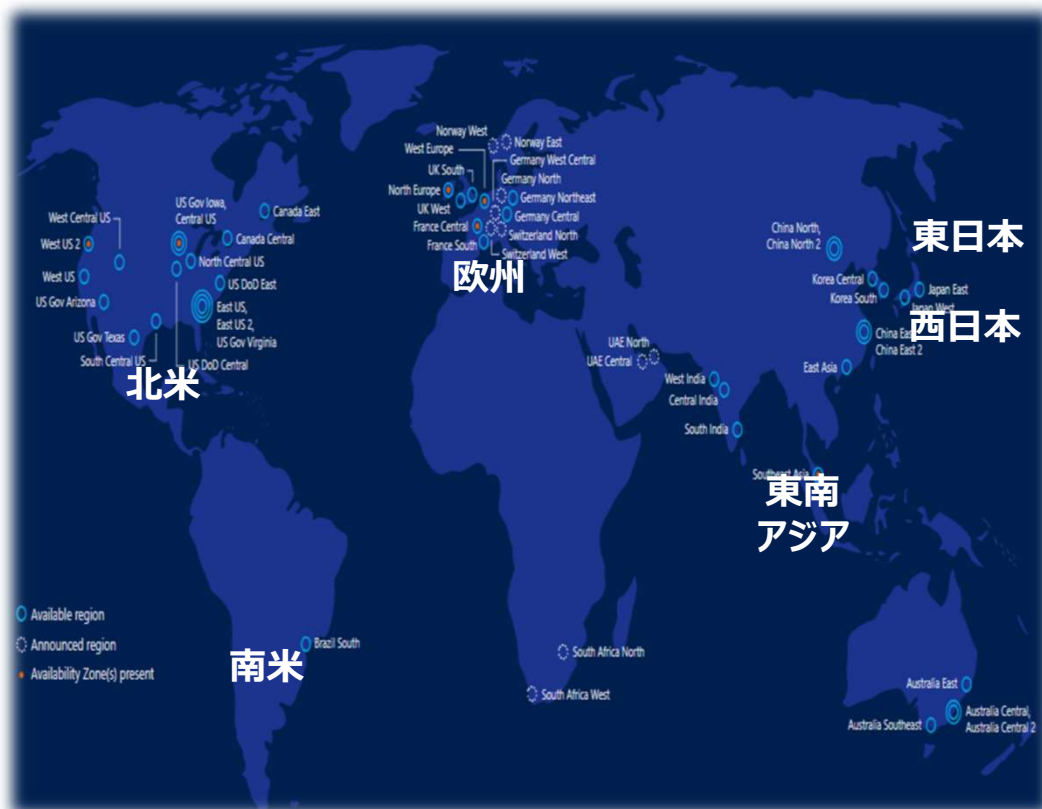 Norway West
Norway East
West Europe
Germany West Central
UK South
Germany North
North Europe
Germany Northeast
UK West
Germany Central
France Central
Switzerland North
France South
Switzerland West
欧州
US Gov Iowa,
Central US
Canada East
West Central US
West US 2
Canada Central
North Central US
West US
US DoD East
US Gov Arizona
East US,
East US 2,
US Gov Virginia
US Gov Texas
South Central US
US DoD Central
北米
China North,
China North 2
東日本
Korea Central
Korea South
Japan East
Japan West
西日本
China East
China East 2
East Asia
UAE North
UAE Central
West India
Central India
South India
Southeast Asia
東南
アジア
Available region
Announced region
Availability Zone(s) present
Brazil South
南米
South Africa North
South Africa West
Australia East
Australia Central,
Australia Central 2
Australia Southeast